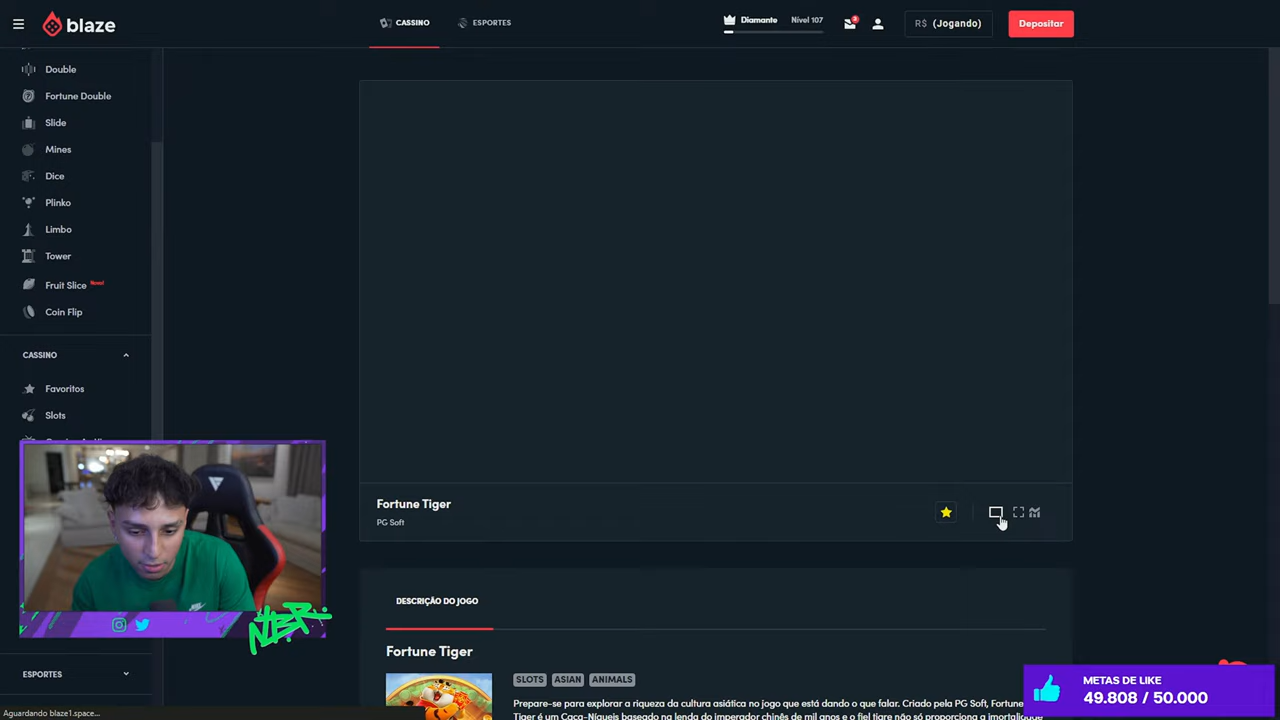 blaze
CASSINO
ESPORTES
Diamante
Nível 107
3
R$ (Jogando)
Depositar
Double
Fortune Double
Slide
Mines
Dice
Plinko
Limbo
Tower
Fruit Slice Novo!
Coin Flip
CASSINO
Favoritos
Slots
Fortune Tiger
PG Soft
DESCRIÇÃO DO JOGO
Fortune Tiger
SLOTS
ASIAN
ANIMALS
Prepare-se para explorar a riqueza da cultura asiática no jogo que está dando o que falar. Criado pela PG Soft, Fortune
Tiger é um Caça-Níqueis baseado na lenda do imperador chinês de mil anos e o fiel tigre não só proporciona a imortalidade
NBR
ESPORTES
METAS DE LIKE
49.808 / 50.000
Aguardando blaze1.space...